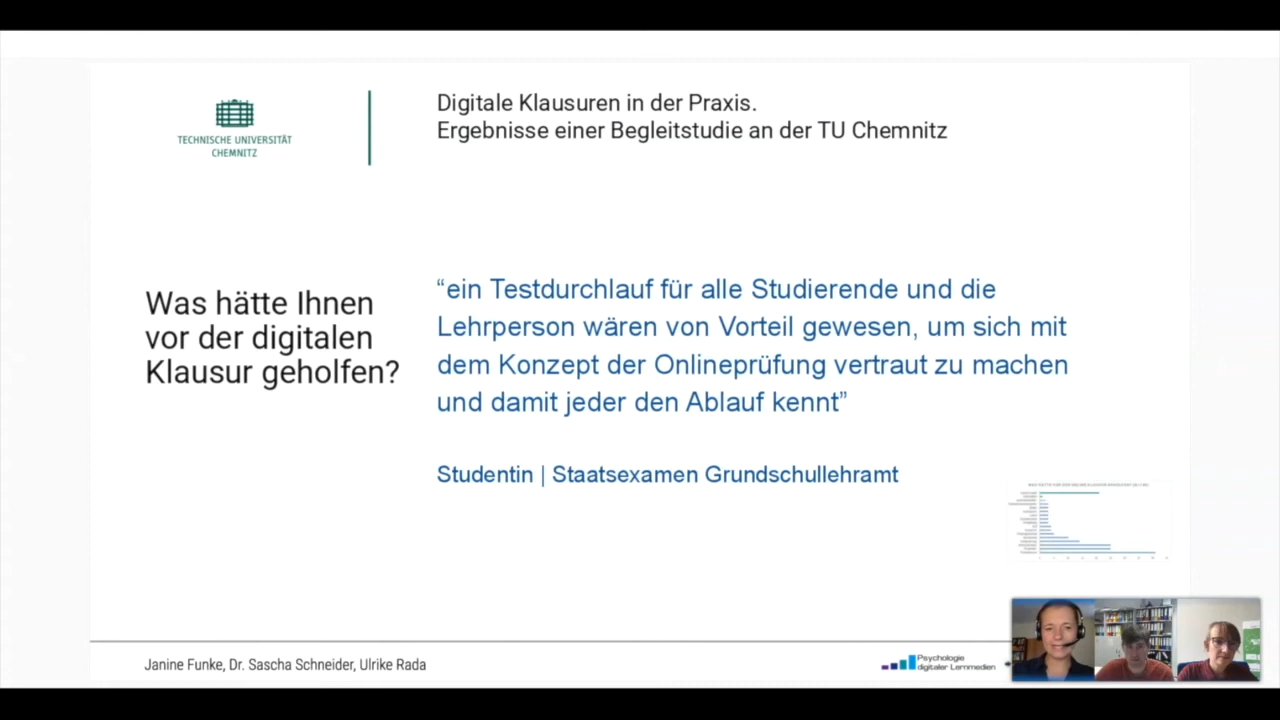 TECHNISCHE UNIVERSITÄT
CHEMNITZ
Digitale Klausuren in der Praxis.
Ergebnisse einer Begleitstudie an der TU Chemnitz
Was hätte Ihnen
vor der digitalen
Klausur geholfen?
“ein Testdurchlauf für alle Studierende und die
Lehrperson wären von Vorteil gewesen, um sich mit
dem Konzept der Onlineprüfung vertraut zu machen
und damit jeder den Ablauf kennt”
Studentin | Staatsexamen Grundschullehramt
Janine Funke, Dr. Sascha Schneider, Ulrike Rada
Psychologie
digitaler Lernmedien